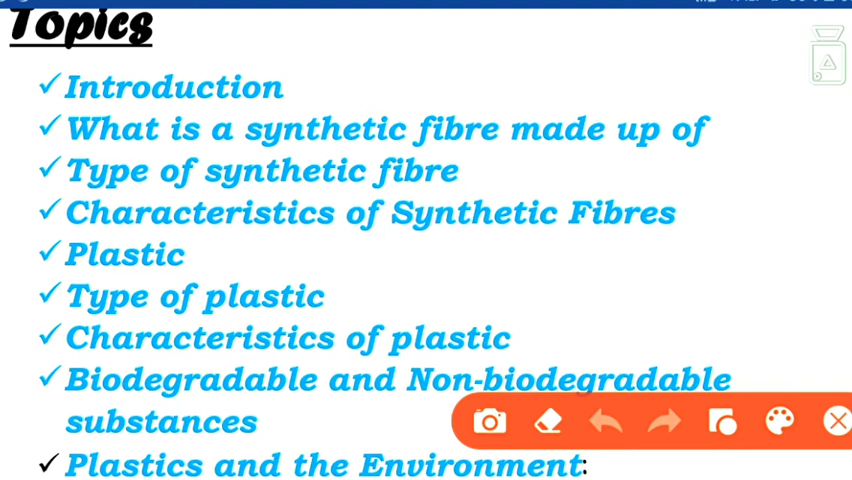 Topics
✓ Introduction
✓ What is a synthetic fibre made up of
✓ Type of synthetic fibre
✓ Characteristics of Synthetic Fibres
✓ Plastic
✓ Type of plastic
✓ Characteristics of plastic
✓ Biodegradable and Non-biodegradable
substances
✓ Plastics and the Environment: